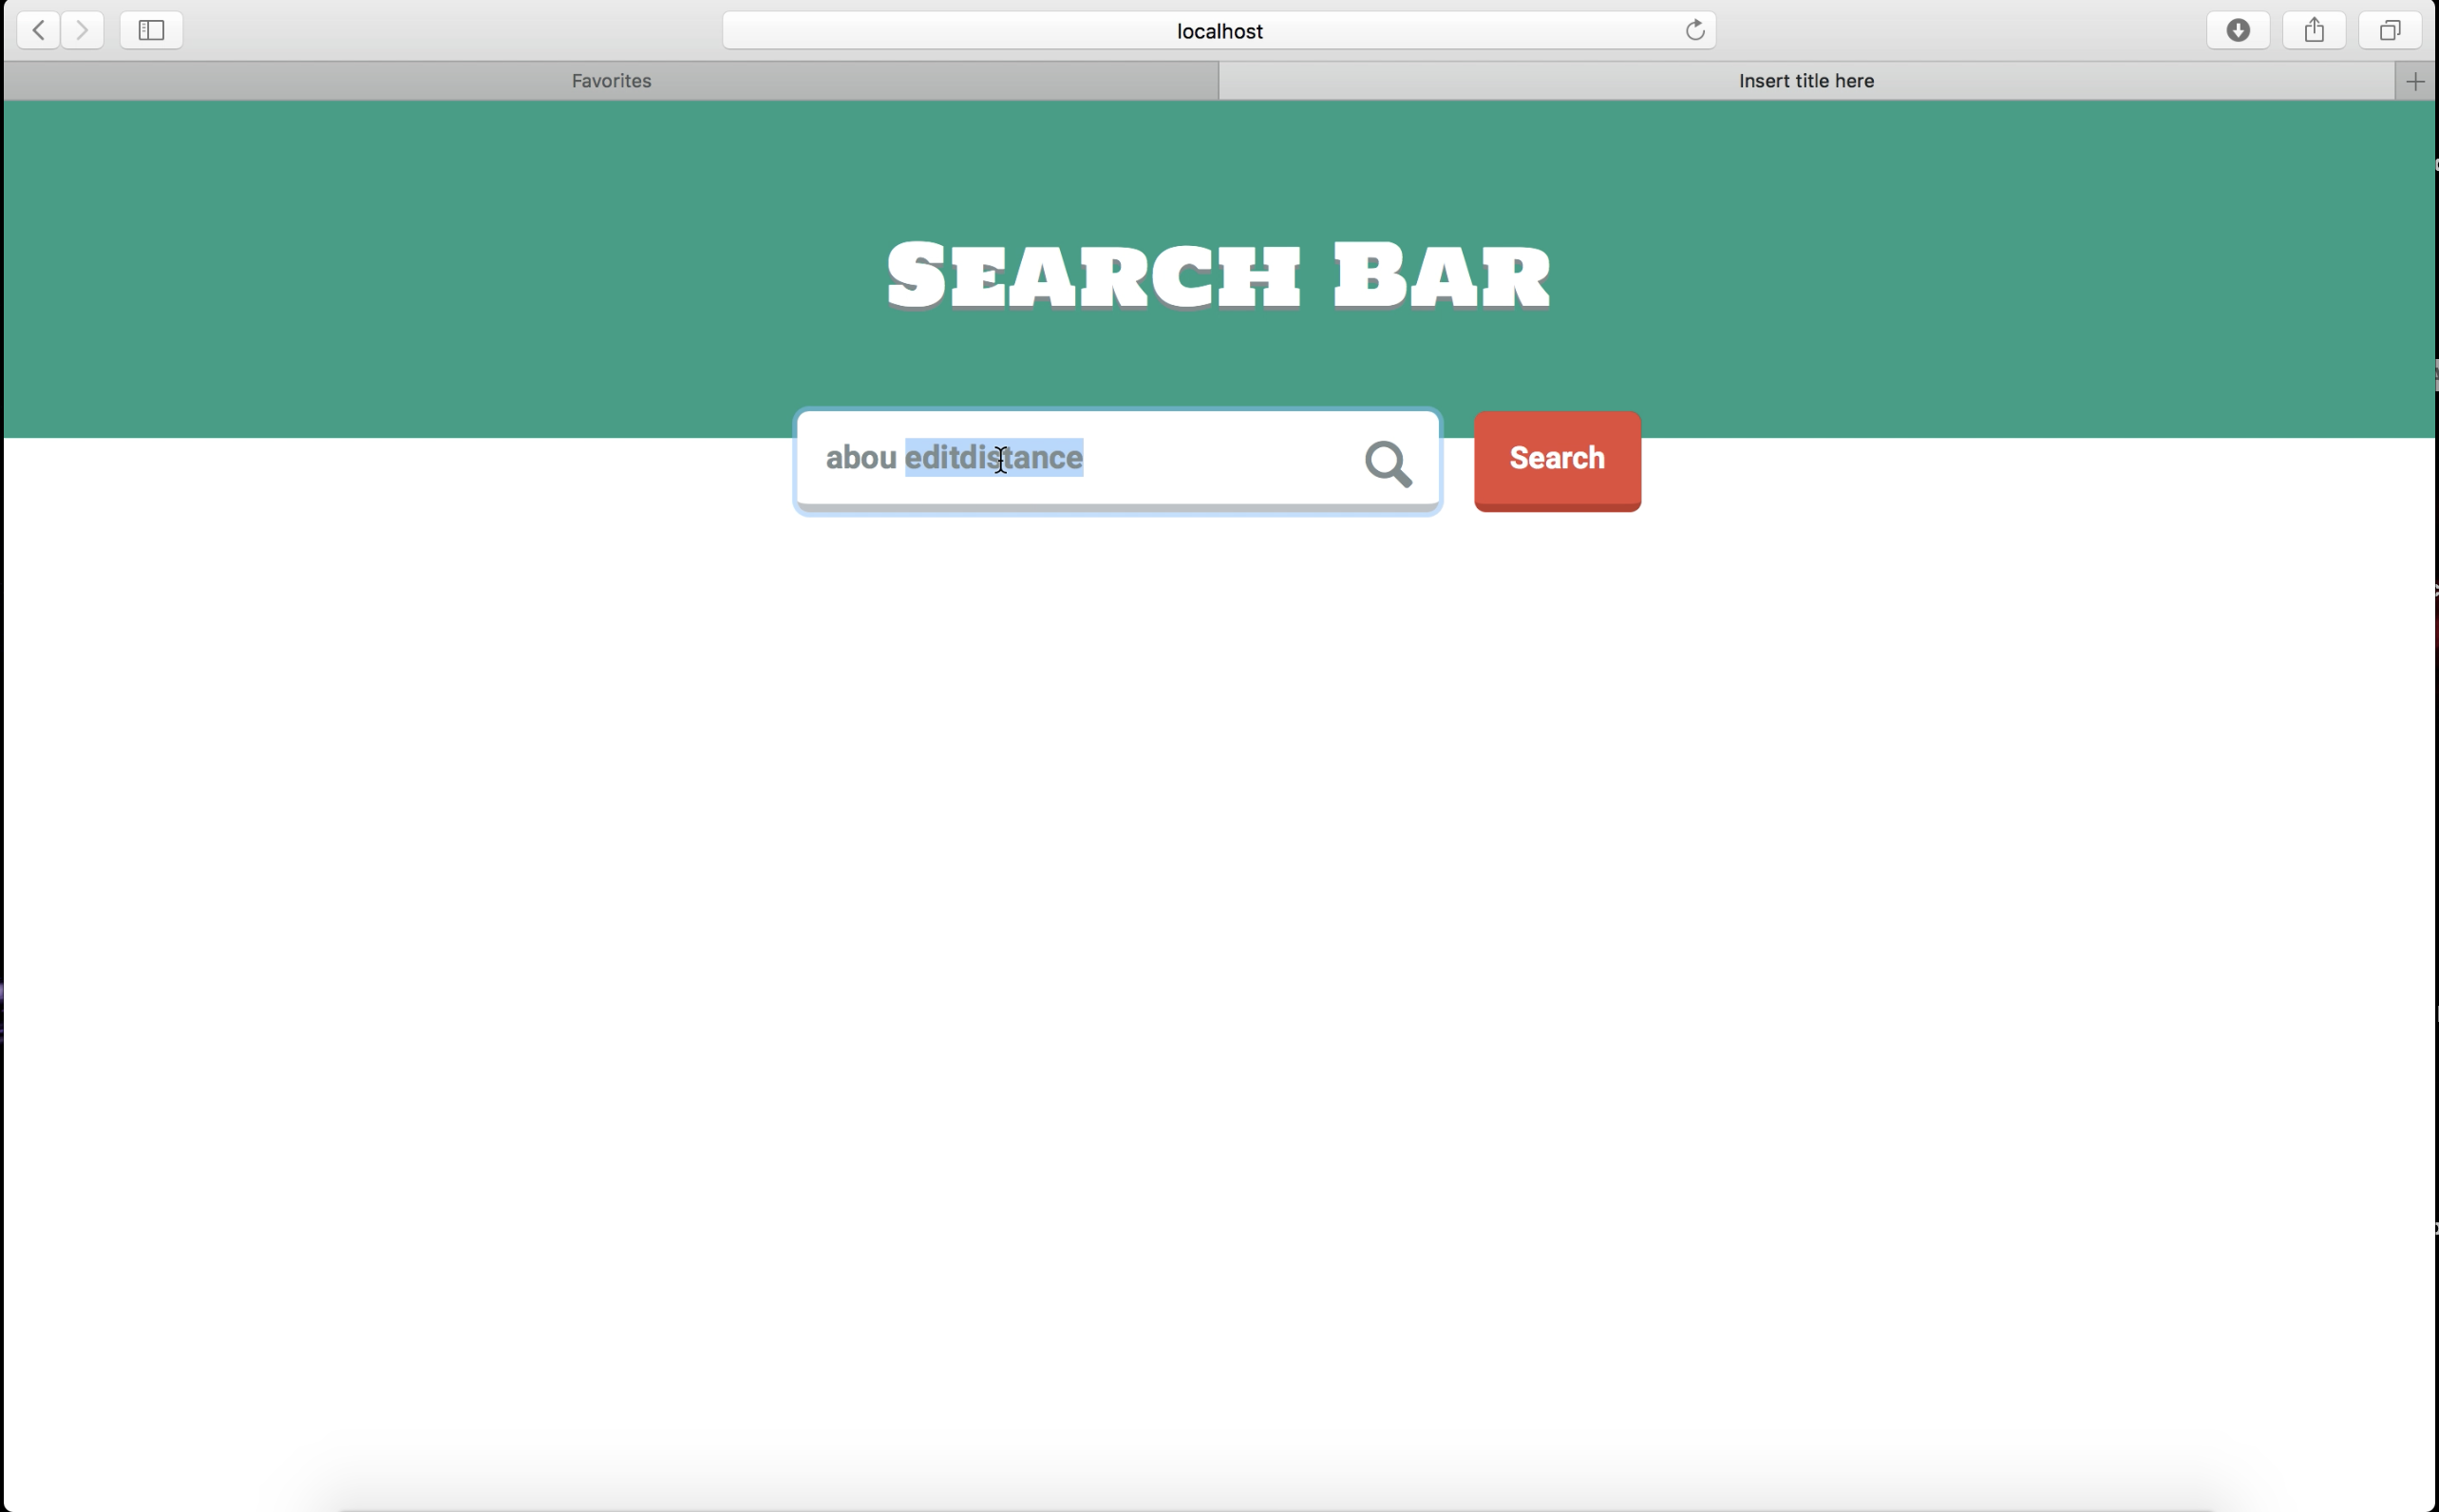 localhost
Favorites
Insert title here
Search Bar
abou editdistance
Search